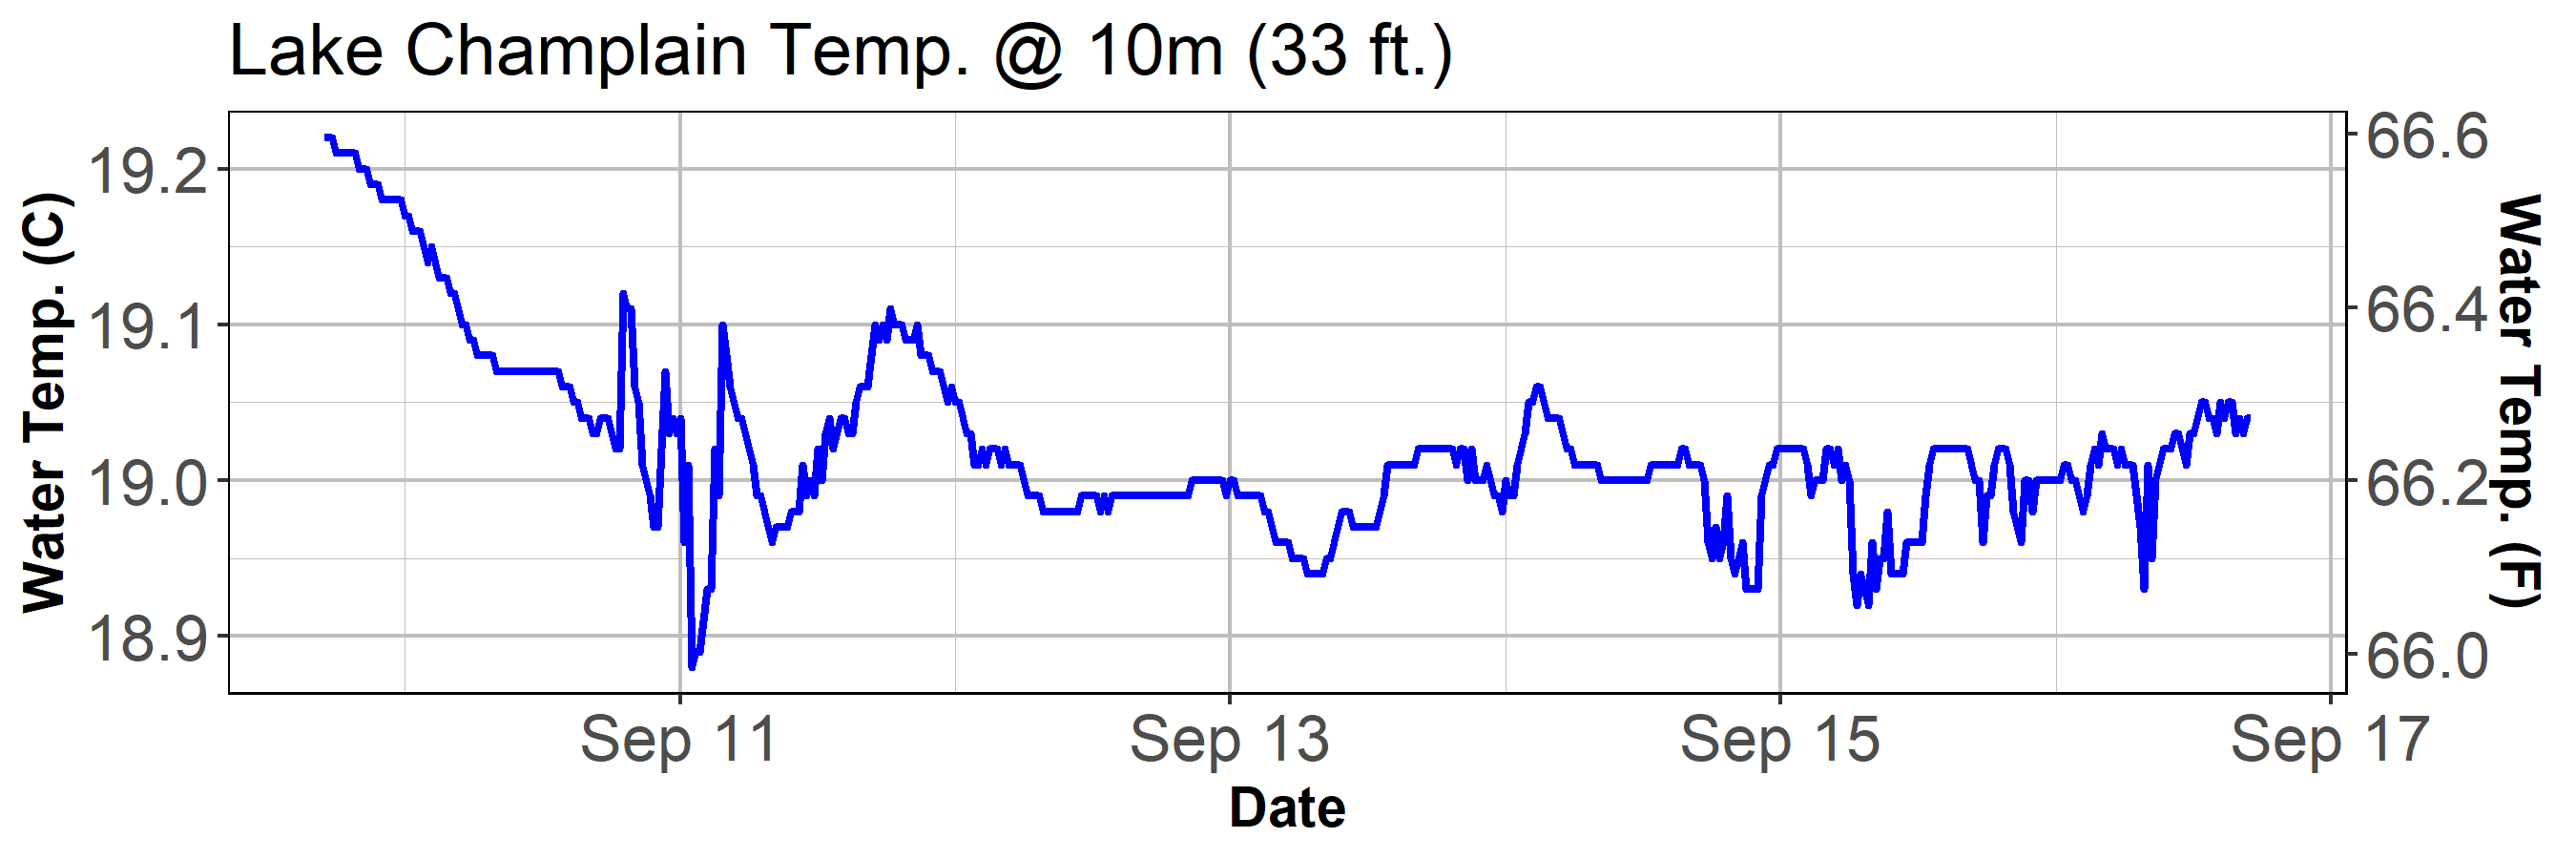 Lake Champlain Temp. @ 10m (33 ft.)
Water Temp. (C)
19.2
19.1
19.0
18.9
66.6
66.4
66.2
66.0
Water Temp. (F)
Sep 11
Sep 13
Sep 15
Sep 17
Date